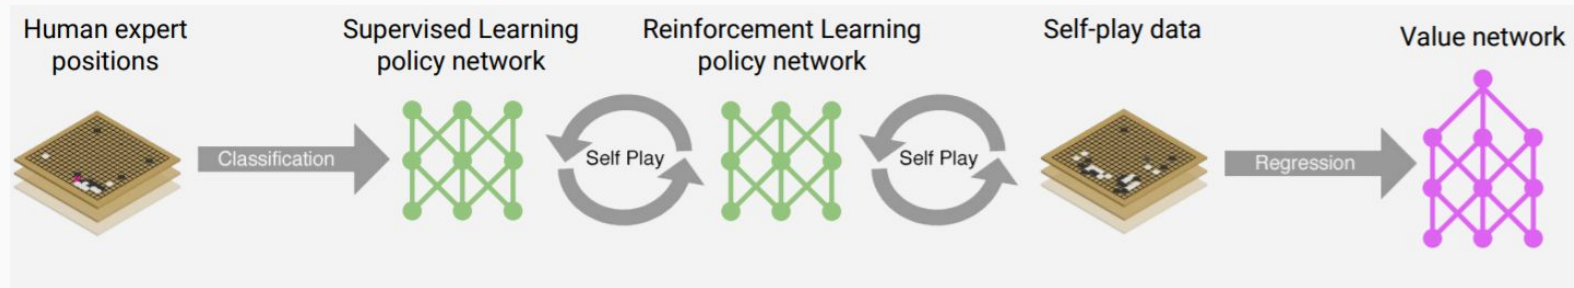 Human expert
positions
Classification
Supervised Learning
policy network
Self Play
Reinforcement Learning
policy network
Self Play
Self-play data
Regression
Value network